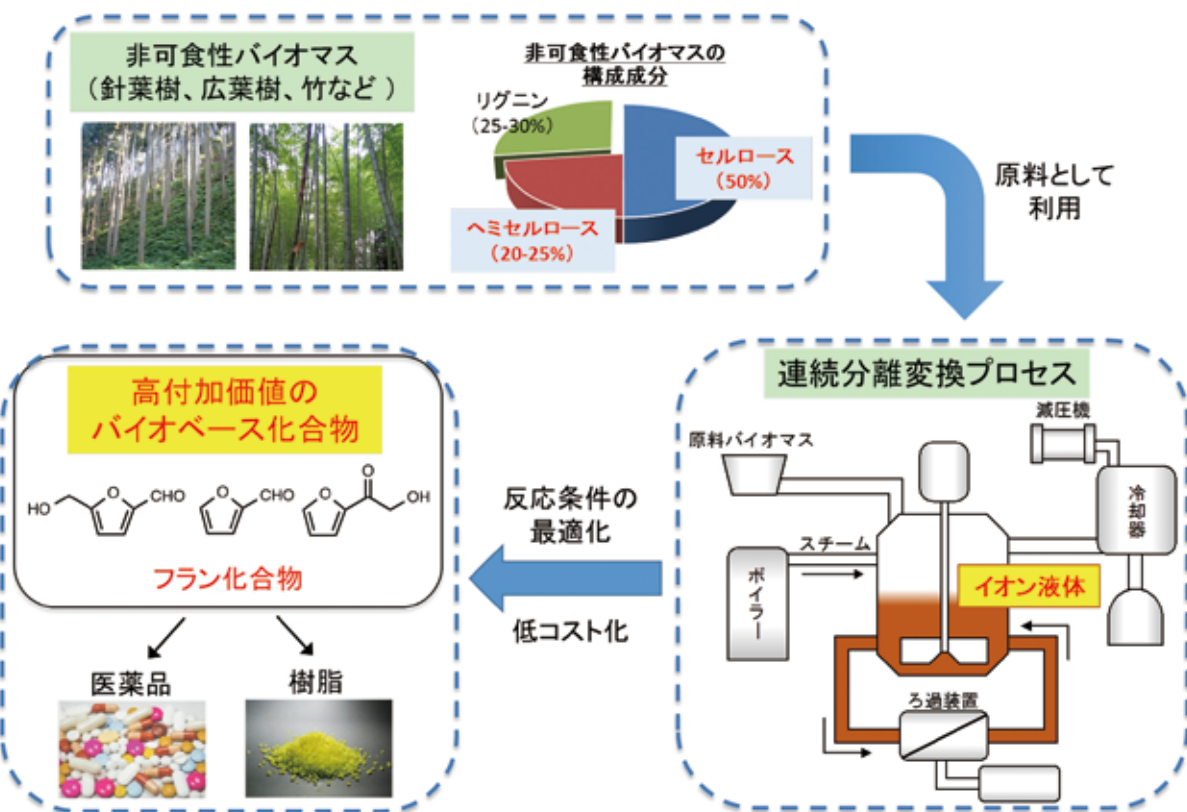 非可食性バイオマス
（針葉樹、広葉樹、竹など ）
非可食性バイオマスの
構成成分
リグニン
（25-30%）
セルロース
（50%）
ヘミセルロース
（20-25%）
原料として
利用
連続分離変換プロセス
減圧機
原料バイオマス
冷却器
スチーム
ボイラー
イオン液体
ろ過装置
反応条件の
最適化
低コスト化
高付加価値の
バイオベース化合物
HO
O
CHO
O
CHO
O
O
OH
フラン化合物
医薬品
樹脂